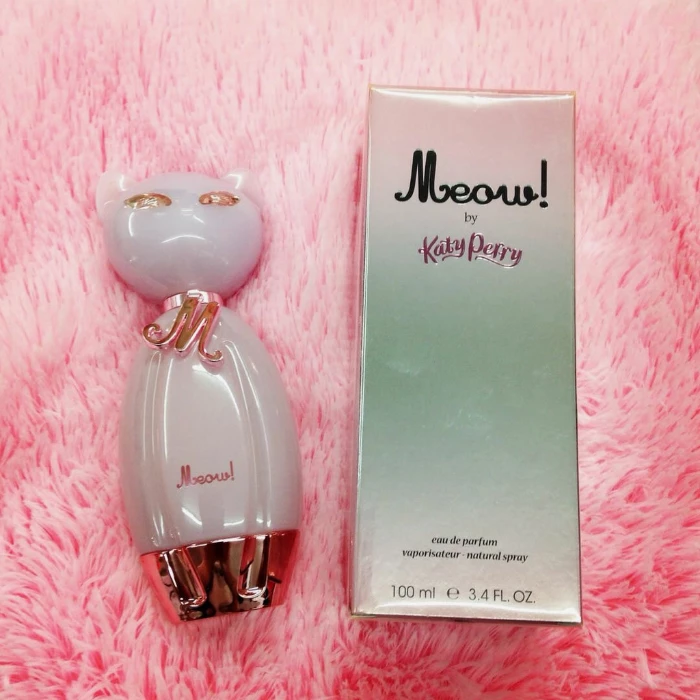 M
Meow!
Meow!
by
Katy Perry
eau de parfum
vaporisateur - natural spray
100 ml ℮ 3.4 FL. OZ.